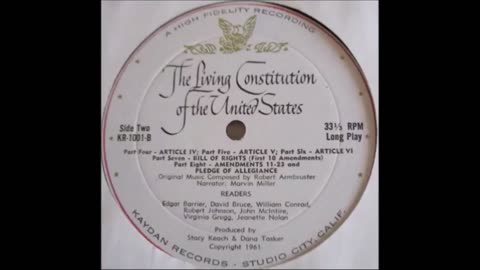 A HIGH FIDELITY RECORDING
The Living Constitution
of the United States
Side Two
KR-1001-B
33⅓ RPM
Long Play
Part Four - ARTICLE IV; Part Five - ARTICLE V; Part Six - ARTICLE VI
Part Seven - BILL OF RIGHTS (First 10 Amendments)
Part Eight - AMENDMENTS 11-23 and
PLEDGE OF ALLEGIANCE
Original Music Composed by Robert Armbruster
Narrator: Marvin Miller
READERS
Edgar Barrier, David Bruce, William Conrad,
Robert Johnson, John McIntire,
Virginia Gregg, Jeanette Nolan
Produced by
Stacy Keach & Dana Tasker
Copyright 1961
KAYDAN RECORDS - STUDIO CITY, CALIF.